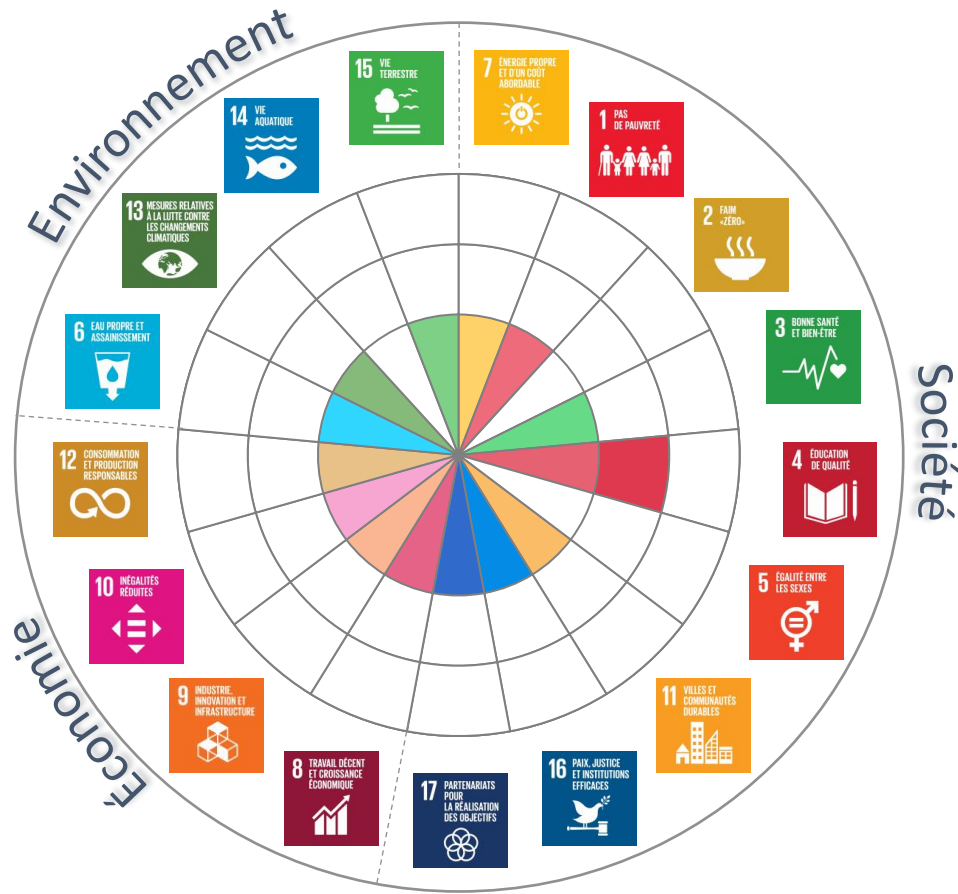 Environnement
15 VIE
TERRESTRE
7 ÉNERGIE PROPRE
ET D'UN COÛT
ABORDABLE
14 VIE
AQUATIQUE
1 PAS
DE PAUVRETÉ
13 MESURES RELATIVES
À LA LUTTE CONTRE
LES CHANGEMENTS
CLIMATIQUES
2 FAIM
«ZÉRO»
6 EAU PROPRE ET
ASSAINISSEMENT
3 BONNE SANTÉ
ET BIEN-ÊTRE
Société
12 CONSOMMATION
ET PRODUCTION
RESPONSABLES
4 ÉDUCATION
DE QUALITÉ
10 INÉGALITÉS
RÉDUITES
5 ÉGALITÉ ENTRE
LES SEXES
Économie
9 INDUSTRIE,
INNOVATION ET
INFRASTRUCTURE
11 VILLES ET
COMMUNAUTÉS
DURABLES
8 TRAVAIL DÉCENT
ET CROISSANCE
ÉCONOMIQUE
17 PARTENARIATS
POUR
LA RÉALISATION
DES OBJECTIFS
16 PAIX, JUSTICE
ET INSTITUTIONS
EFFICACES